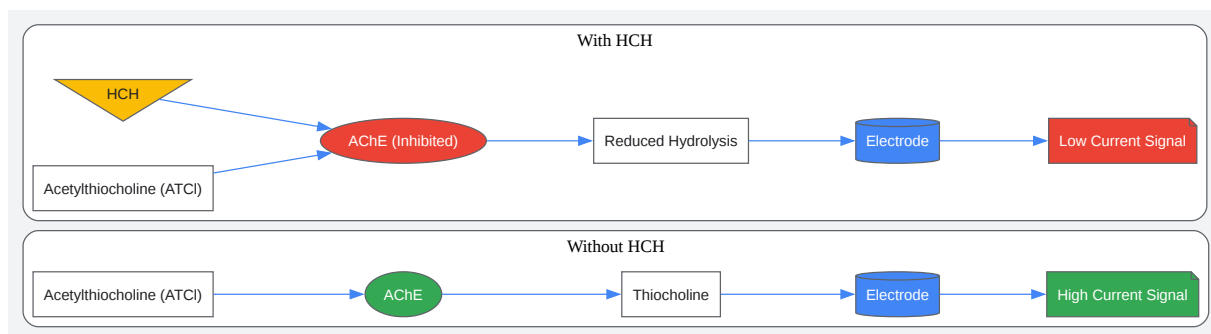 With HCH
HCH
AChE (Inhibited)
Reduced Hydrolysis
Electrode
Low Current Signal
Acetylthiocholine (ATCl)
Without HCH
Acetylthiocholine (ATCl)
AChE
Thiocholine
Electrode
High Current Signal